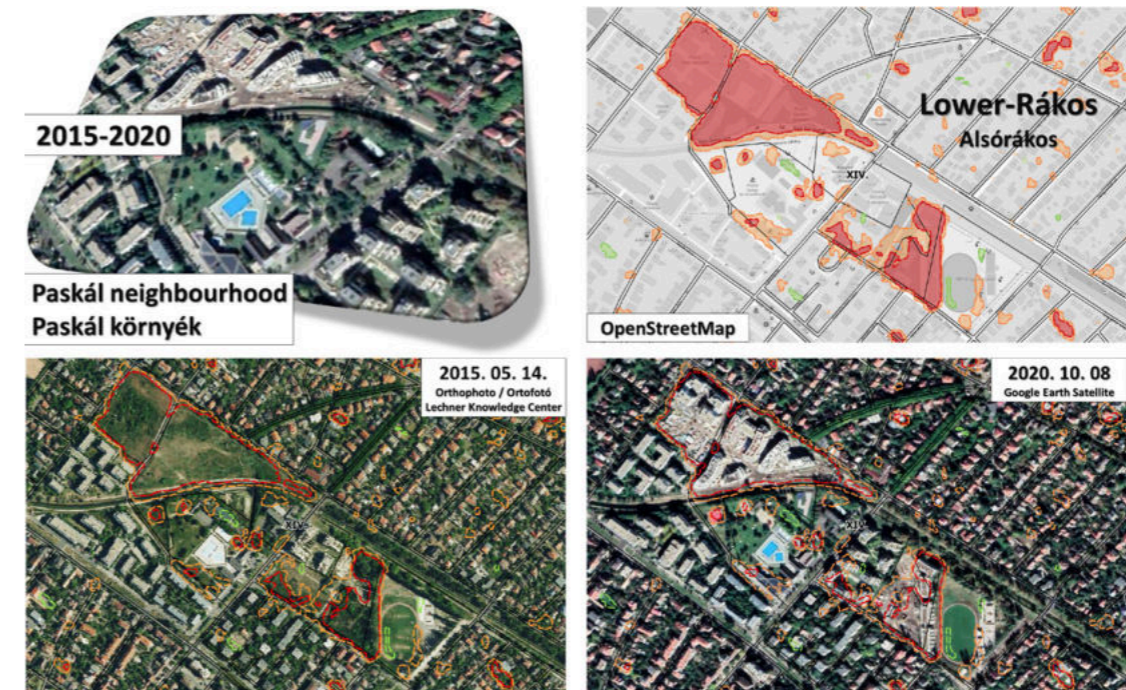 2015-2020
Paskál neighbourhood
Paskál környék
Lower-Rákos
Alsórákos
XIV.
OpenStreetMap
2015. 05. 14.
Orthophoto / Ortofotó
Lechner Knowledge Center
XIV.
2020. 10. 08
Google Earth Satellite
XIV.